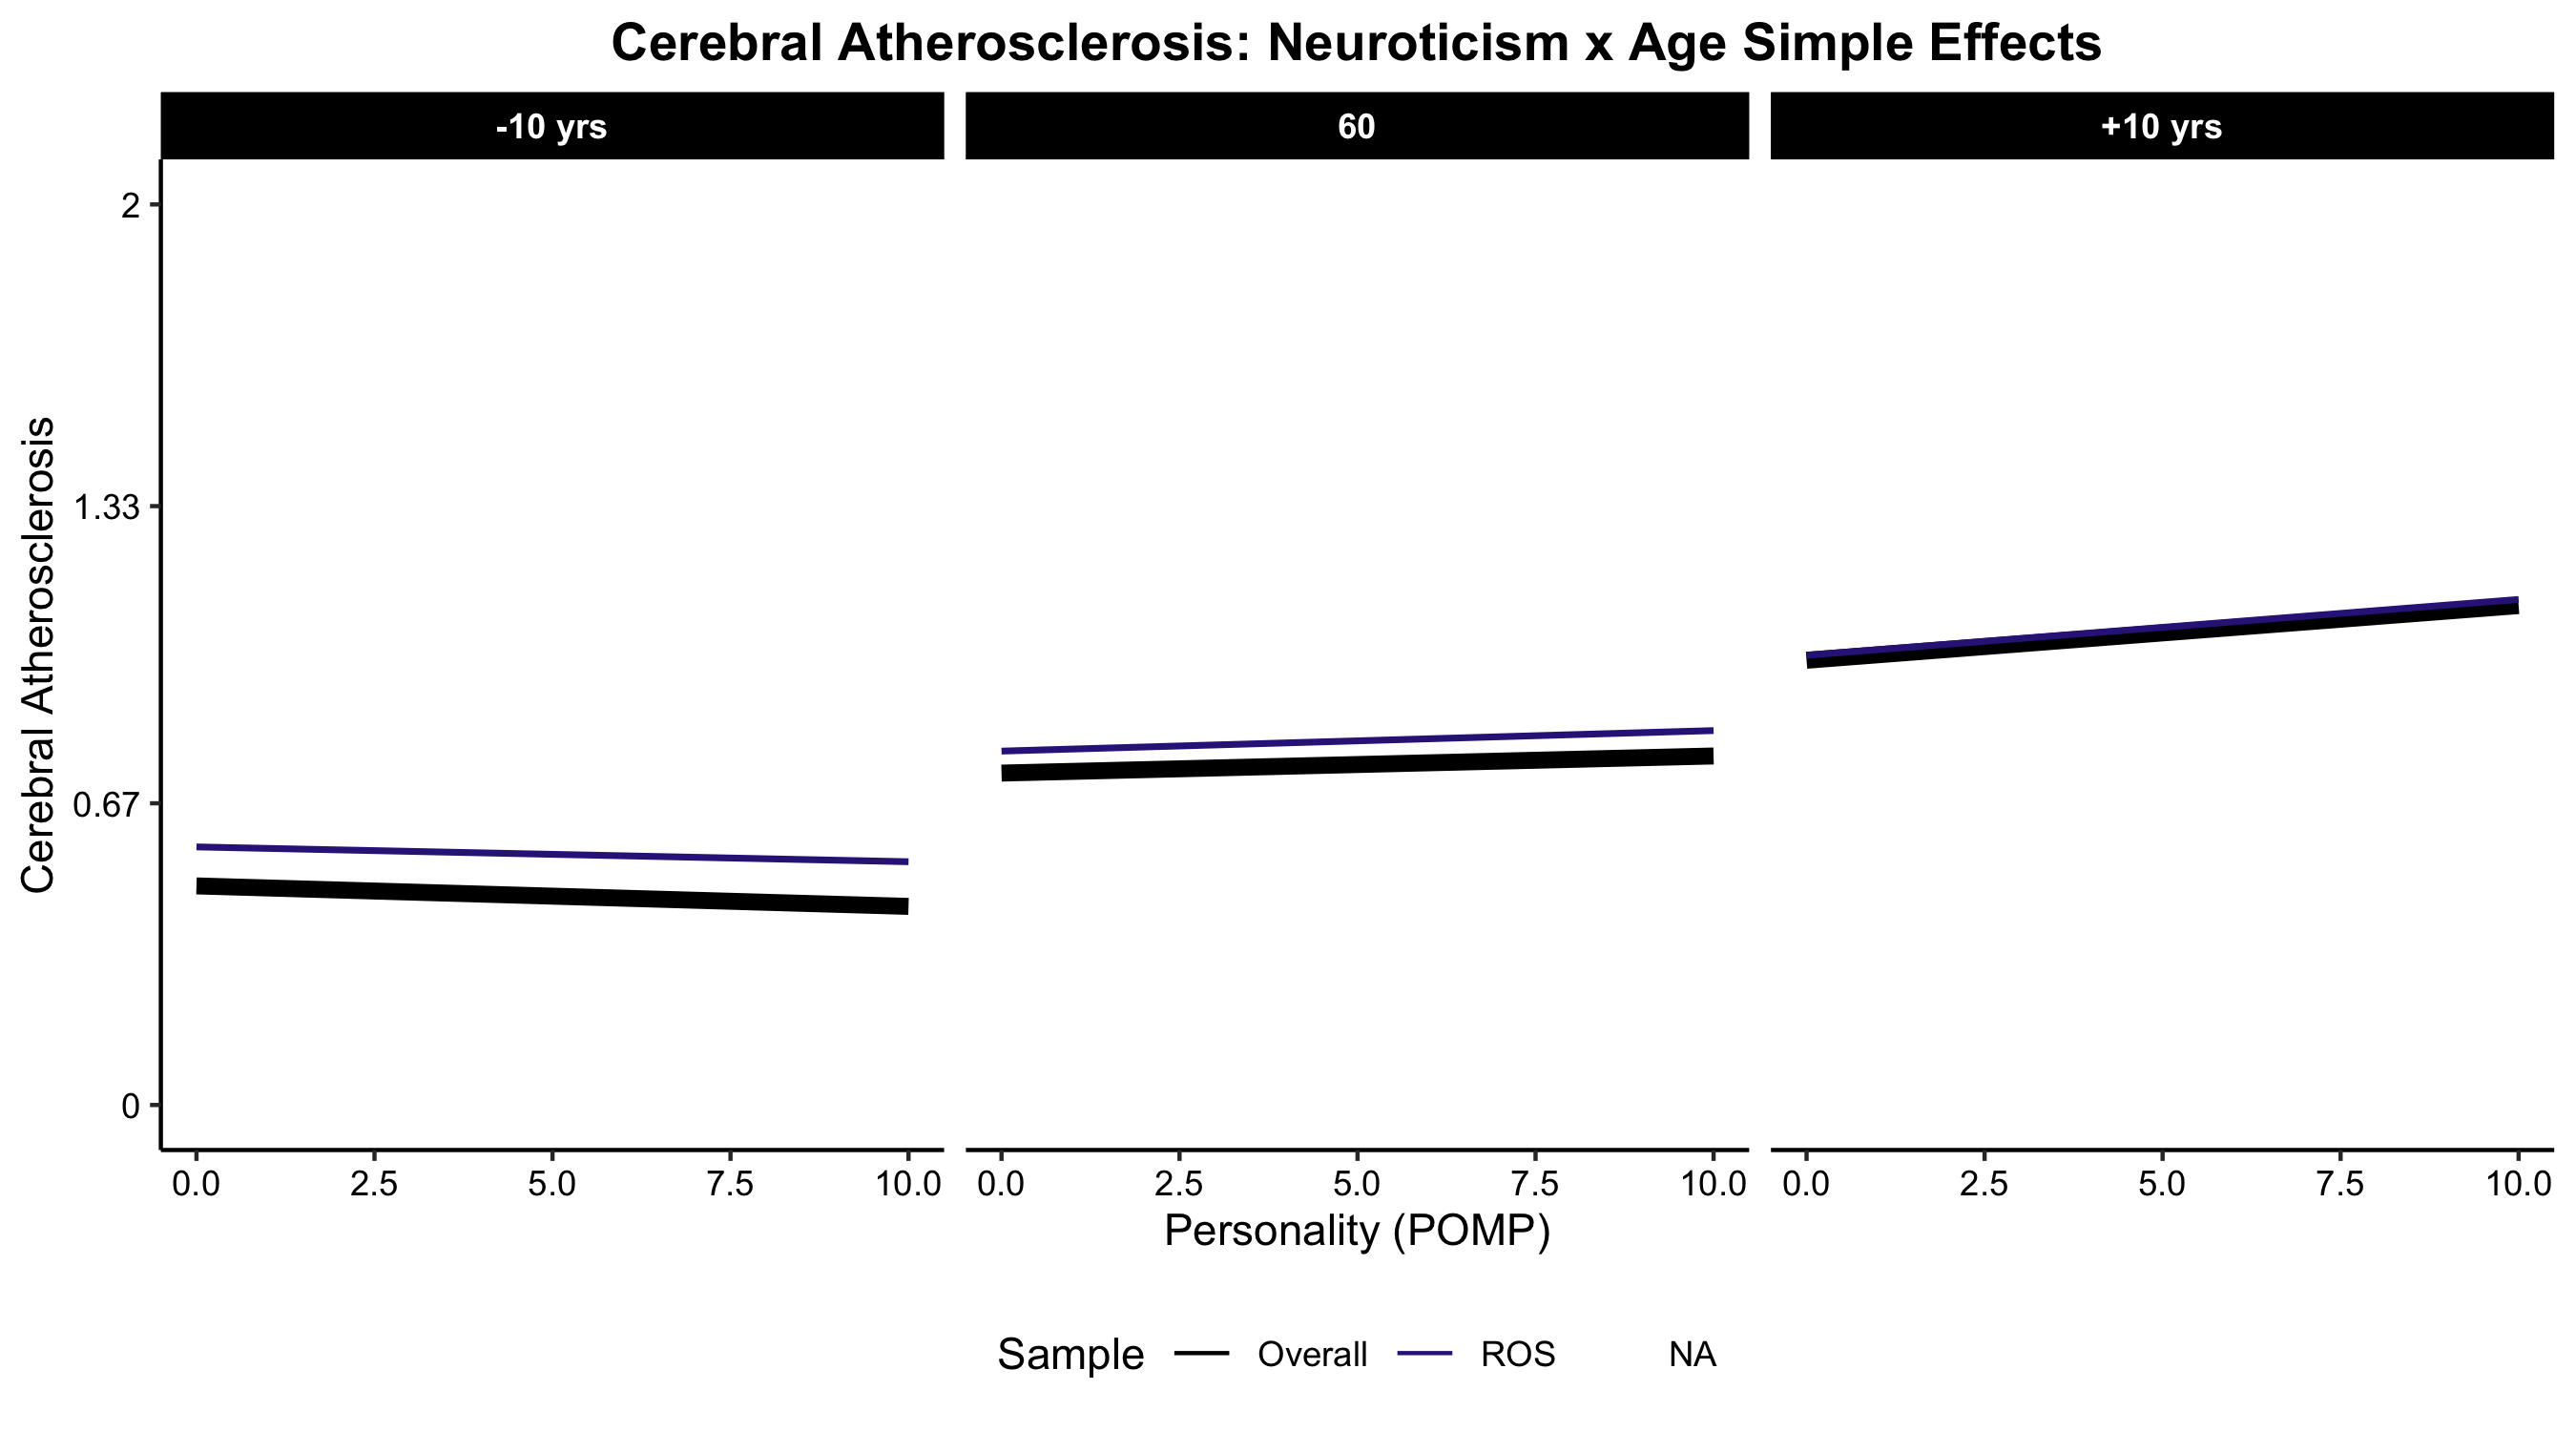 Cerebral Atherosclerosis: Neuroticism x Age Simple Effects
-10 yrs 60 +10 yrs
Cerebral Atherosclerosis
2
1.33
0.67
0
0.0 2.5 5.0 7.5 10.0 0.0 2.5 5.0 7.5 10.0 0.0 2.5 5.0 7.5 10.0
Personality (POMP)
Sample Overall ROS NA